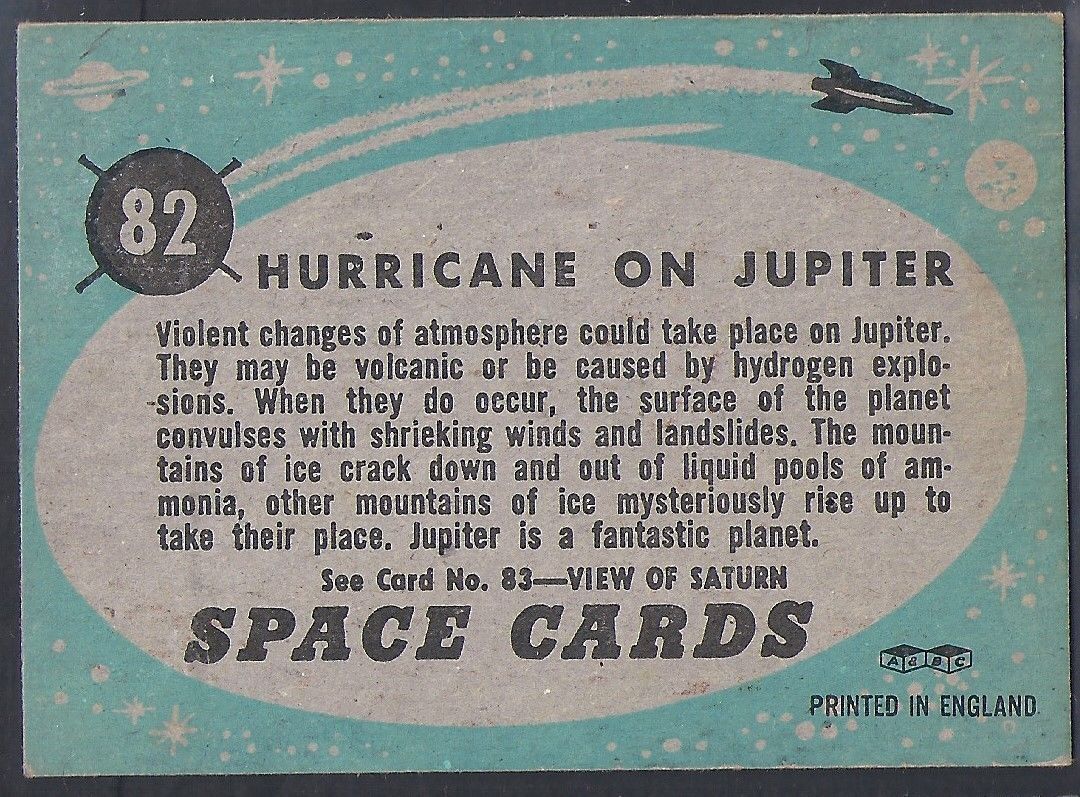 82
HURRICANE ON JUPITER
Violent changes of atmosphere could take place on Jupiter.
They may be volcanic or be caused by hydrogen explo-
sions. When they do occur, the surface of the planet
convulses with shrieking winds and landslides. The moun-
tains of ice crack down and out of liquid pools of am-
monia, other mountains of ice mysteriously rise up to
take their place. Jupiter is a fantastic planet.
See Card No. 83—VIEW OF SATURN
SPACE CARDS
A&BC
PRINTED IN ENGLAND